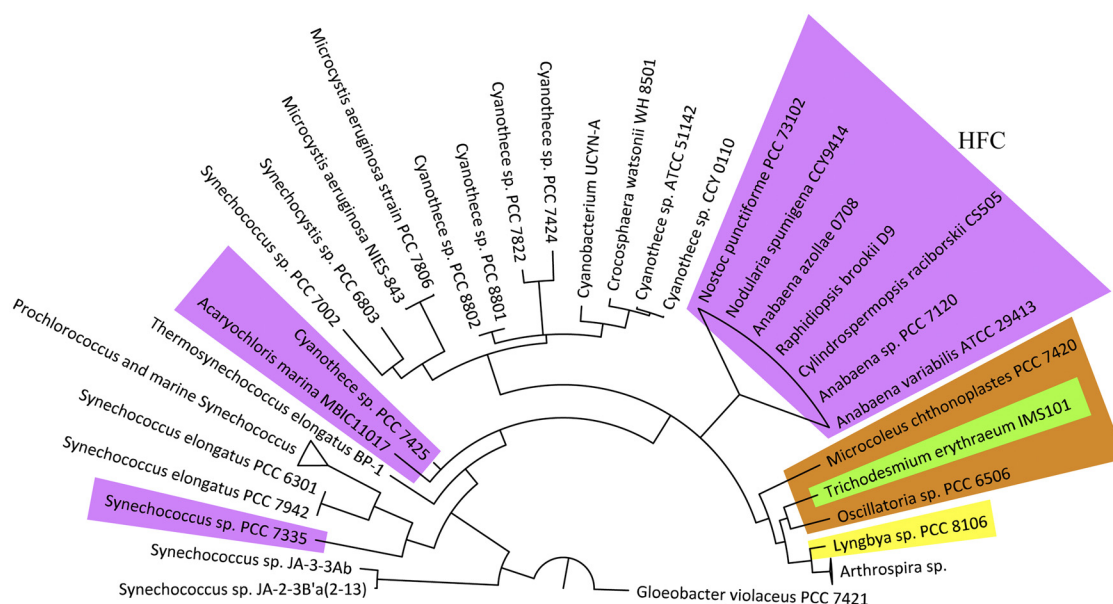 Microcystis aeruginosa strain PCC 7806
Microcystis aeruginosa NIES-843
Synechocystis sp. PCC 6803
Synechococcus sp. PCC 7002
Cyanothece sp. PCC 8802
Cyanothece sp. PCC 8801
Cyanothece sp. PCC 7822
Cyanothece sp. PCC 7424
Cyanobacterium UCYN-A
Crocosphaera watsonii WH 8501
Cyanothece sp. ATCC 51142
Cyanothece sp. CCY 0110
HFC
Nostoc punctiforme PCC 73102
Nodularia spumigena CCY9414
Anabaena azollae 0708
Raphidiopsis brookii D9
Cylindrospermopsis raciborskii CS505
Anabaena sp. PCC 7120
Anabaena variabilis ATCC 29413
Microcoleus chthonoplastes PCC 7420
Trichodesmium erythraeum IMS101
Oscillatoria sp. PCC 6506
Lyngbya sp. PCC 8106
Arthrospira sp.
Gloeobacter violaceus PCC 7421
Cyanothece sp. PCC 7425
Acaryochloris marina MBIC11017
Thermosynechococcus elongatus BP-1
Prochlorococcus and marine Synechococcus
Synechococcus elongatus PCC 6301
Synechococcus elongatus PCC 7942
Synechococcus sp. PCC 7335
Synechococcus sp. JA-3-3Ab
Synechococcus sp. JA-2-3B'a(2-13)